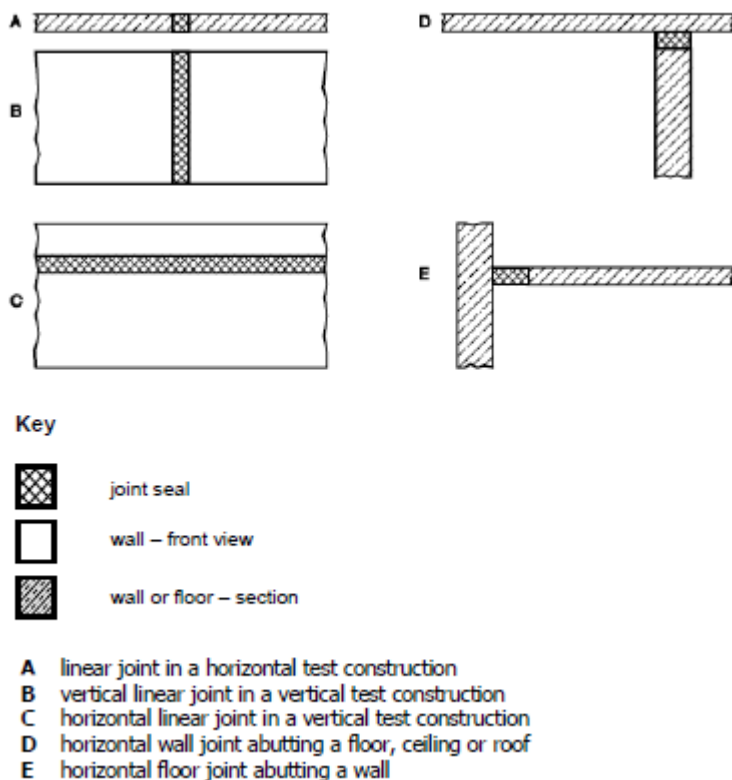 A
D
B
C
E
Key
joint seal
wall – front view
wall or floor – section
A linear joint in a horizontal test construction
B vertical linear joint in a vertical test construction
C horizontal linear joint in a vertical test construction
D horizontal wall joint abutting a floor, ceiling or roof
E horizontal floor joint abutting a wall